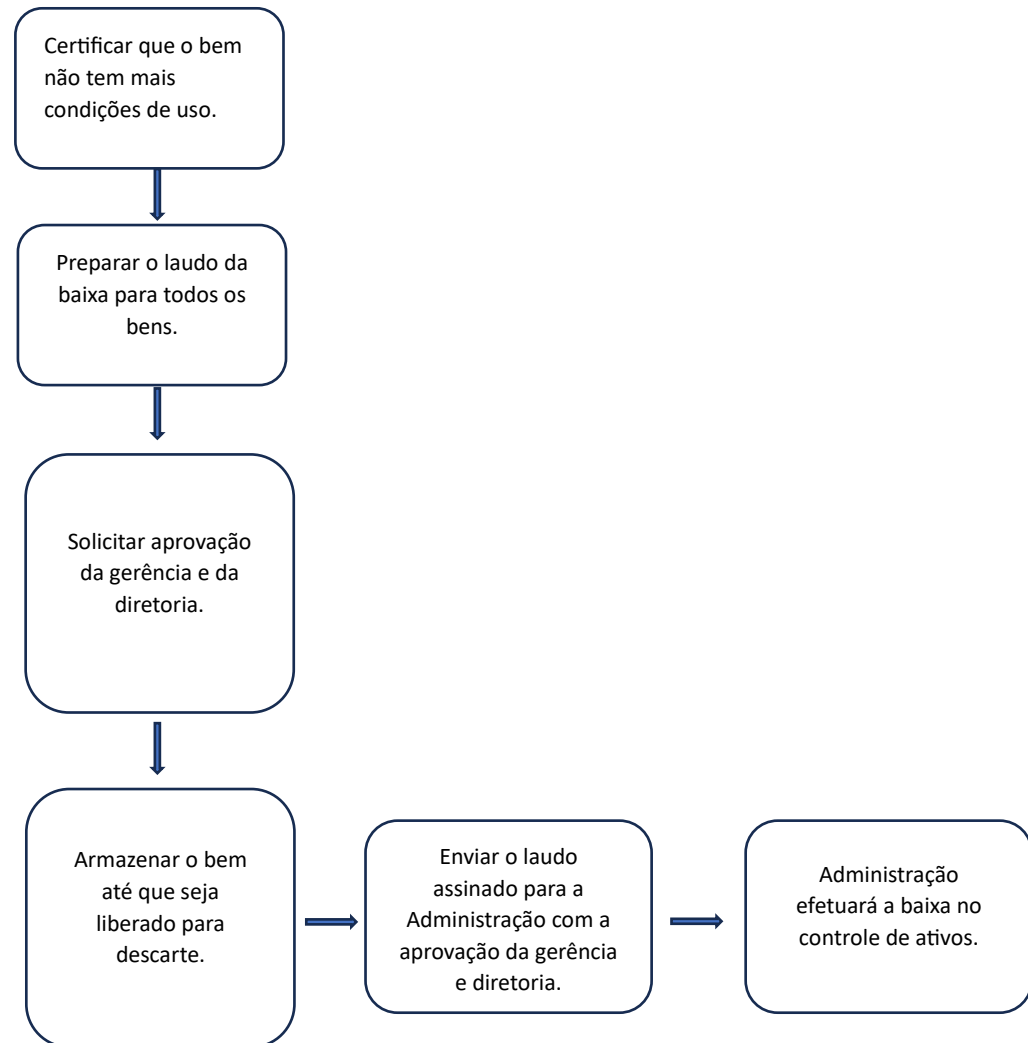 Certificar que o bem
não tem mais
condições de uso.
Preparar o laudo da
baixa para todos os
bens.
Solicitar aprovação
da gerência e da
diretoria.
Armazenar o bem
até que seja
liberado para
descarte.
Enviar o laudo
assinado para a
Administração com a
aprovação da gerência
e diretoria.
Administração
efetuará a baixa no
controle de ativos.